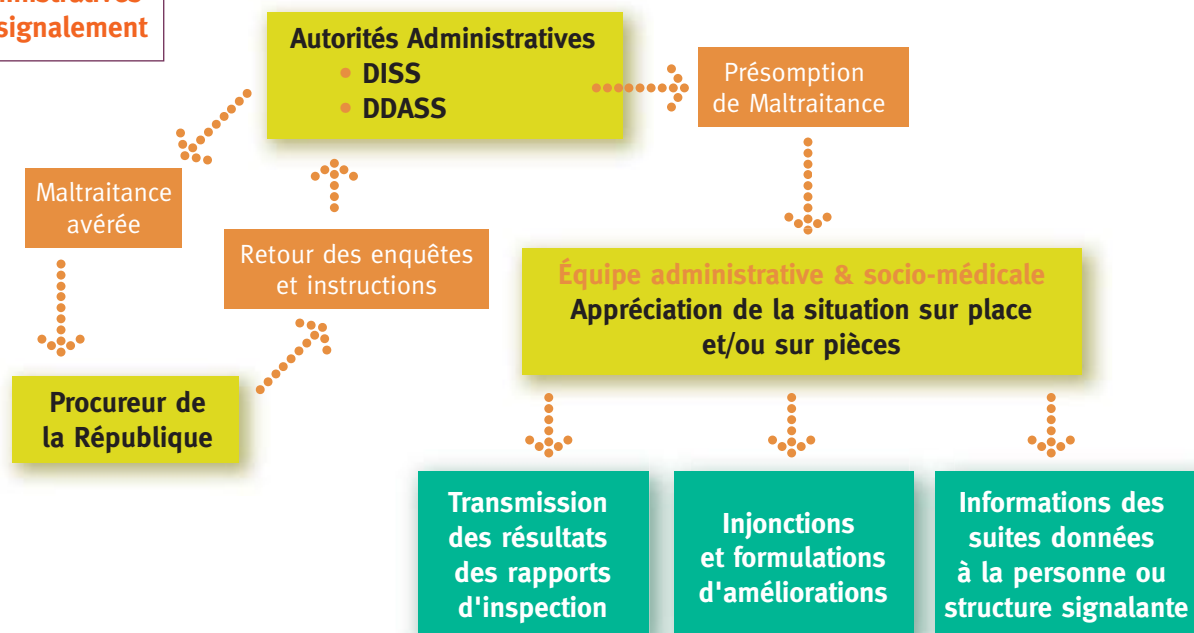 signalement
Autorités Administratives
• DISS
• DDASS
Présomption
de Maltraitance
Maltraitance
avérée
Retour des enquêtes
et instructions
Équipe administrative & socio-médicale
Appréciation de la situation sur place
et/ou sur pièces
Procureur de
la République
Transmission
des résultats
des rapports
d'inspection
Injonctions
et formulations
d'améliorations
Informations des
suites données
à la personne ou
structure signalante